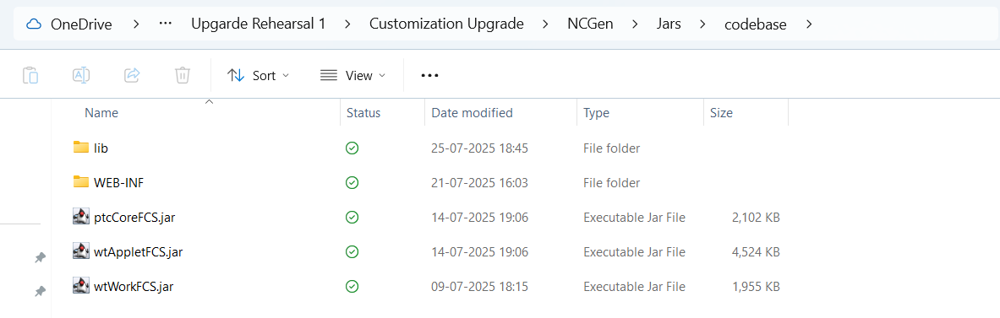 OneDrive > ··· Upgarde Rehearsal 1 > Customization Upgrade > NCGen > Jars > codebase >
Sort View ···
Name Status Date modified Type Size
lib 25-07-2025 18:45 File folder
WEB-INF 21-07-2025 16:03 File folder
ptcCoreFCS.jar 14-07-2025 19:06 Executable Jar File 2,102 KB
wtAppletFCS.jar 14-07-2025 19:06 Executable Jar File 4,524 KB
wtWorkFCS.jar 09-07-2025 18:15 Executable Jar File 1,955 KB